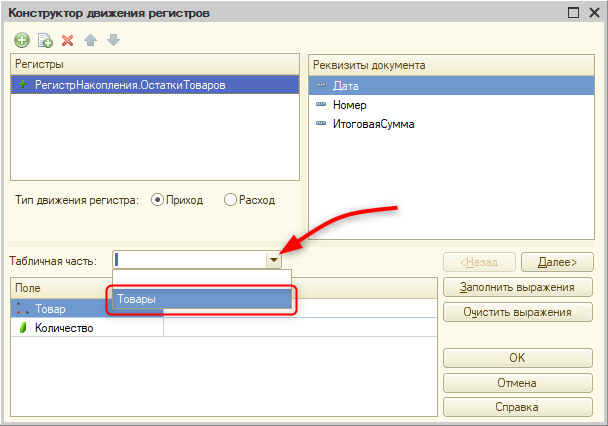 Конструктор движения регистров
Регистры
РегистрНакопления.ОстаткиТоваров
Реквизиты документа
Дата
Номер
ИтоговаяСумма
Тип движения регистра: Приход Расход
Табличная часть:
Товары
<Назад Далее>
Поле
Товар
Количество
Заполнить выражения
Очистить выражения
OK
Отмена
Справка